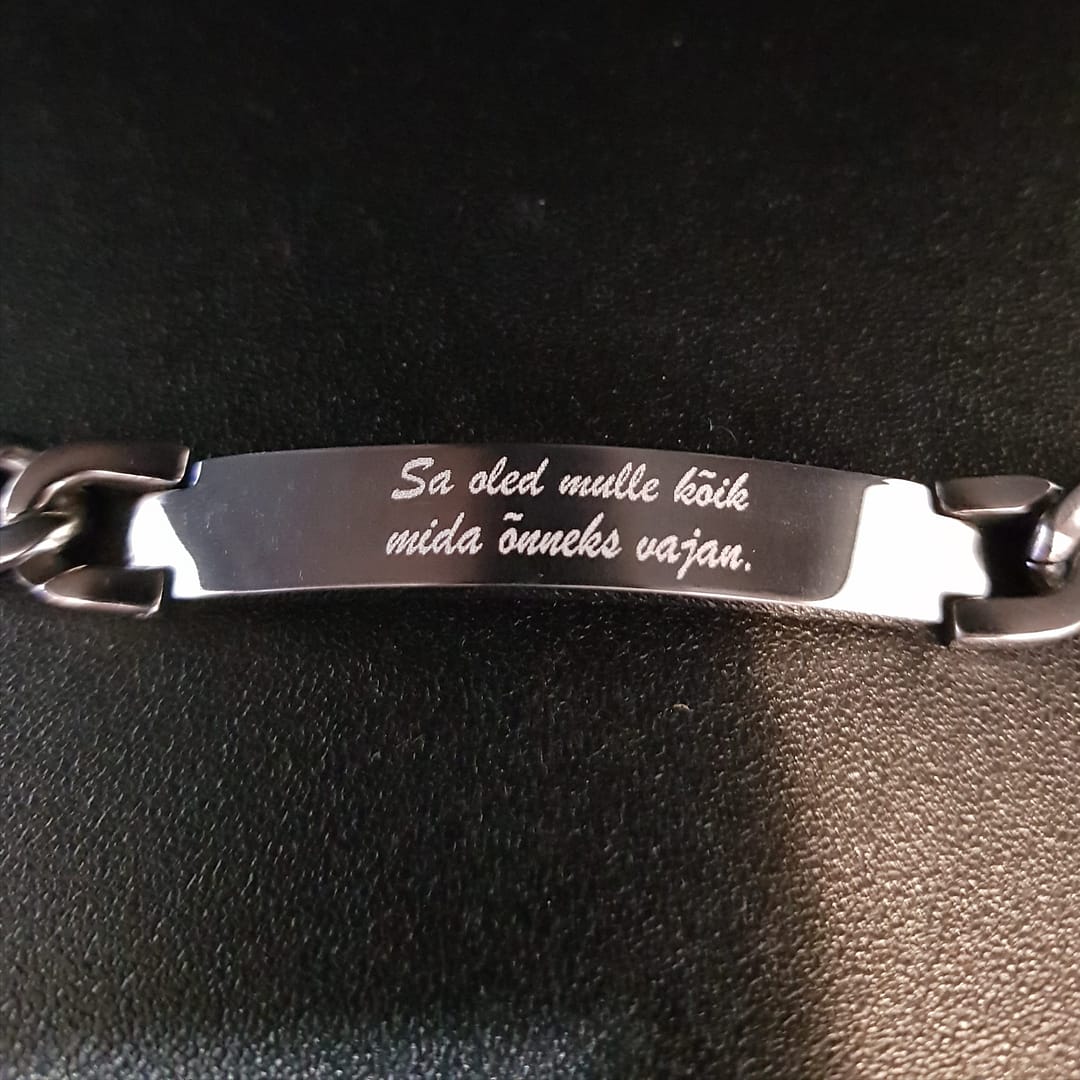 Sa oled mulle kõik
mida õnneks vajan.